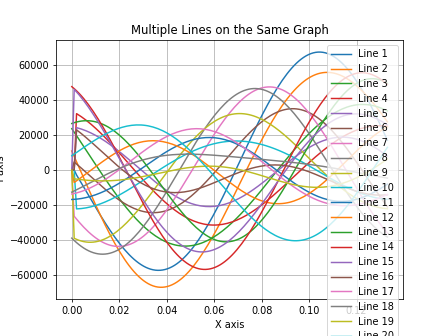 Multiple Lines on the Same Graph
60000
40000
20000
0
−20000
−40000
−60000
0.00
0.02
0.04
0.06
0.08
0.10
X axis
Line 1
Line 2
Line 3
Line 4
Line 5
Line 6
Line 7
Line 8
Line 9
Line 10
Line 11
Line 12
Line 13
Line 14
Line 15
Line 16
Line 17
Line 18
Line 19
Line 20